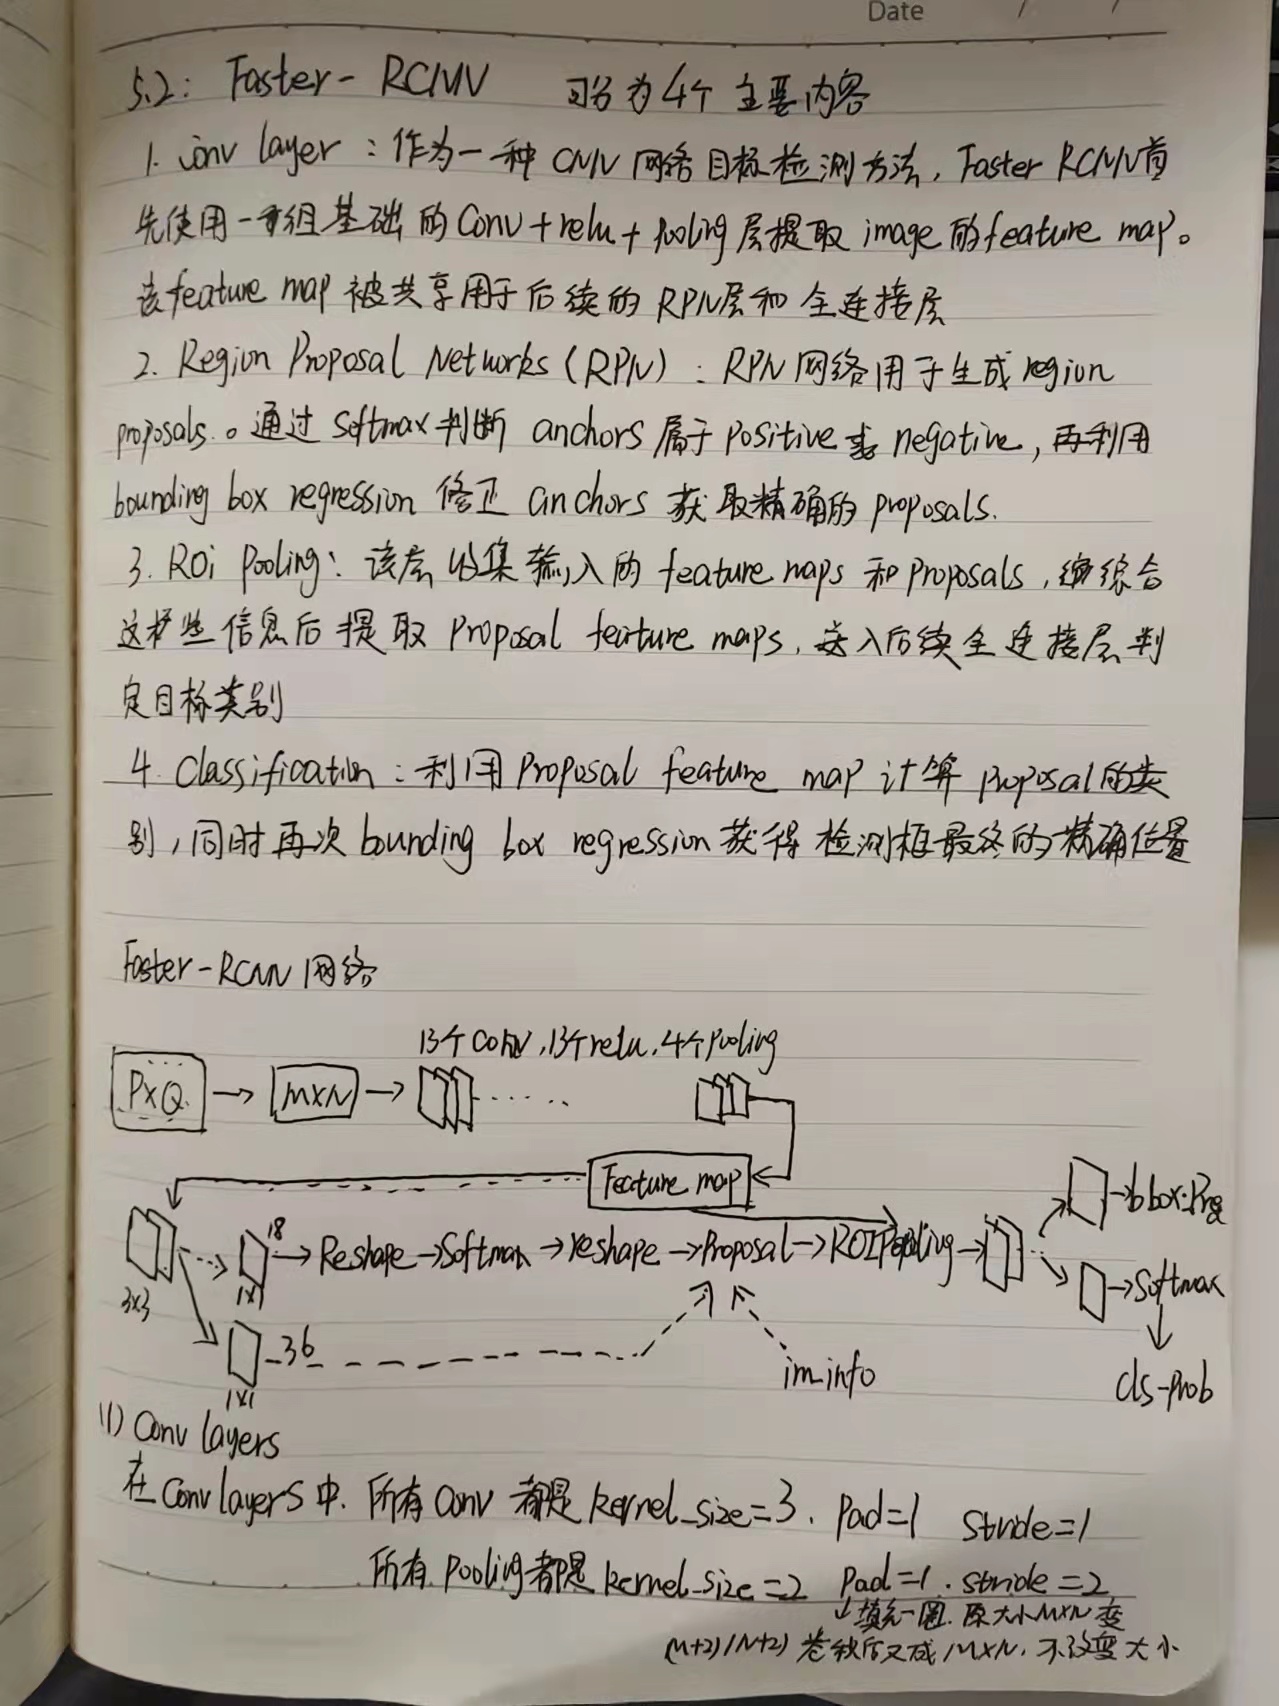 Date / /
5.2: Faster-RCNN 可分为4个主要内容
1. Conv layer：作为一种CNN网络目标检测方法，Faster RCNN首
先使用一组基础的Conv+relu+pooling层提取image的feature map。
该feature map被共享用于后续的RPN层和全连接层
2. Region Proposal Networks（RPN）：RPN网络用于生成region
proposals。通过softmax判断anchors属于positive或negative，再利用
bounding box regression修正anchors获取精确的proposals.
3. ROi Pooling：该层收集输入的feature maps和proposals，综合
这些信息后提取proposal feature maps，送入后续全连接层判
定目标类别
4. Classification：利用Proposal feature map计算proposal的类
别，同时再次bounding box regression获得检测框最终的精确位置
Faster-RCNN网络
13个Conv，13个relu，4个pooling
P×Q M×N
Feature map
bbox-Pre
18
Reshape Softmax reshape Proposal ROIPooling
Softmax
3×3 1×1
36
im-info
cls-prob
1×1
(1) Conv layers
在Conv layers中，所有Conv都是kernel_size=3，Pad=1 stride=1
所有pooling都是kernel_size=2 Pad=1. stride=2
填充一圈，原大小M×N变
(M+2)/(N+2) 卷积后又成M×N，不改变大小